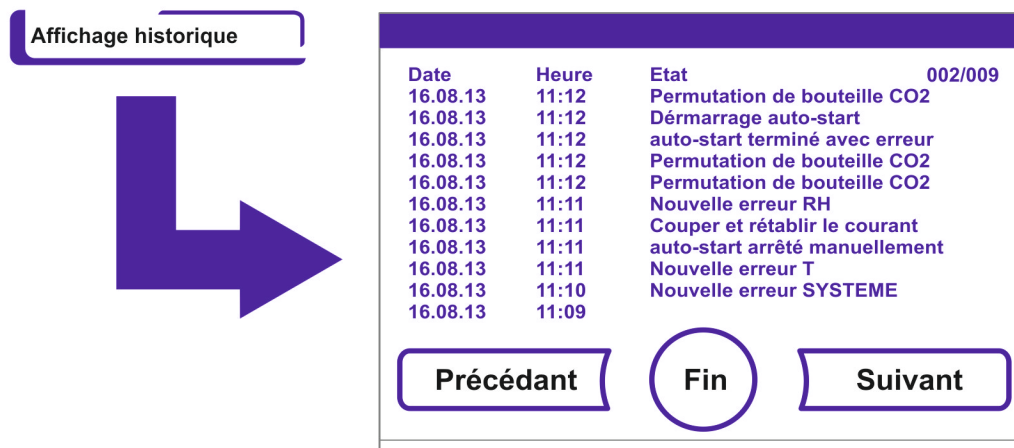 Affichage historique
Date Heure Etat 002/009
16.08.13 11:12 Permutation de bouteille CO2
16.08.13 11:12 Dérmarrage auto-start
16.08.13 11:12 auto-start terminé avec erreur
16.08.13 11:12 Permutation de bouteille CO2
16.08.13 11:12 Permutation de bouteille CO2
16.08.13 11:11 Nouvelle erreur RH
16.08.13 11:11 Couper et rétablir le courant
16.08.13 11:11 auto-start arrêté manuellement
16.08.13 11:11 Nouvelle erreur T
16.08.13 11:10 Nouvelle erreur SYSTEME
16.08.13 11:09
Précédant Fin Suivant